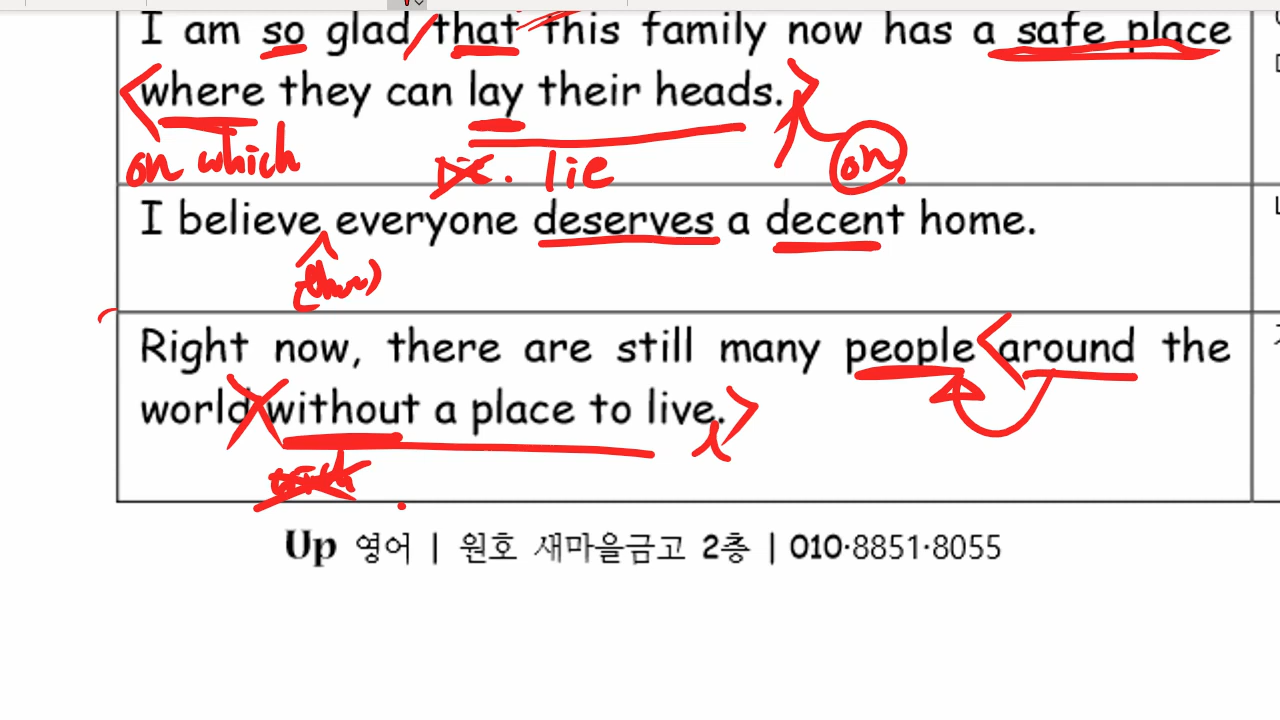 I am so glad that this family now has a safe place
where they can lay their heads.
on which
lie
on
I believe everyone deserves a decent home.
(that)
Right now, there are still many people around the
world without a place to live.
Up 영어 | 원호 새마을금고 2층 | 010·8851·8055